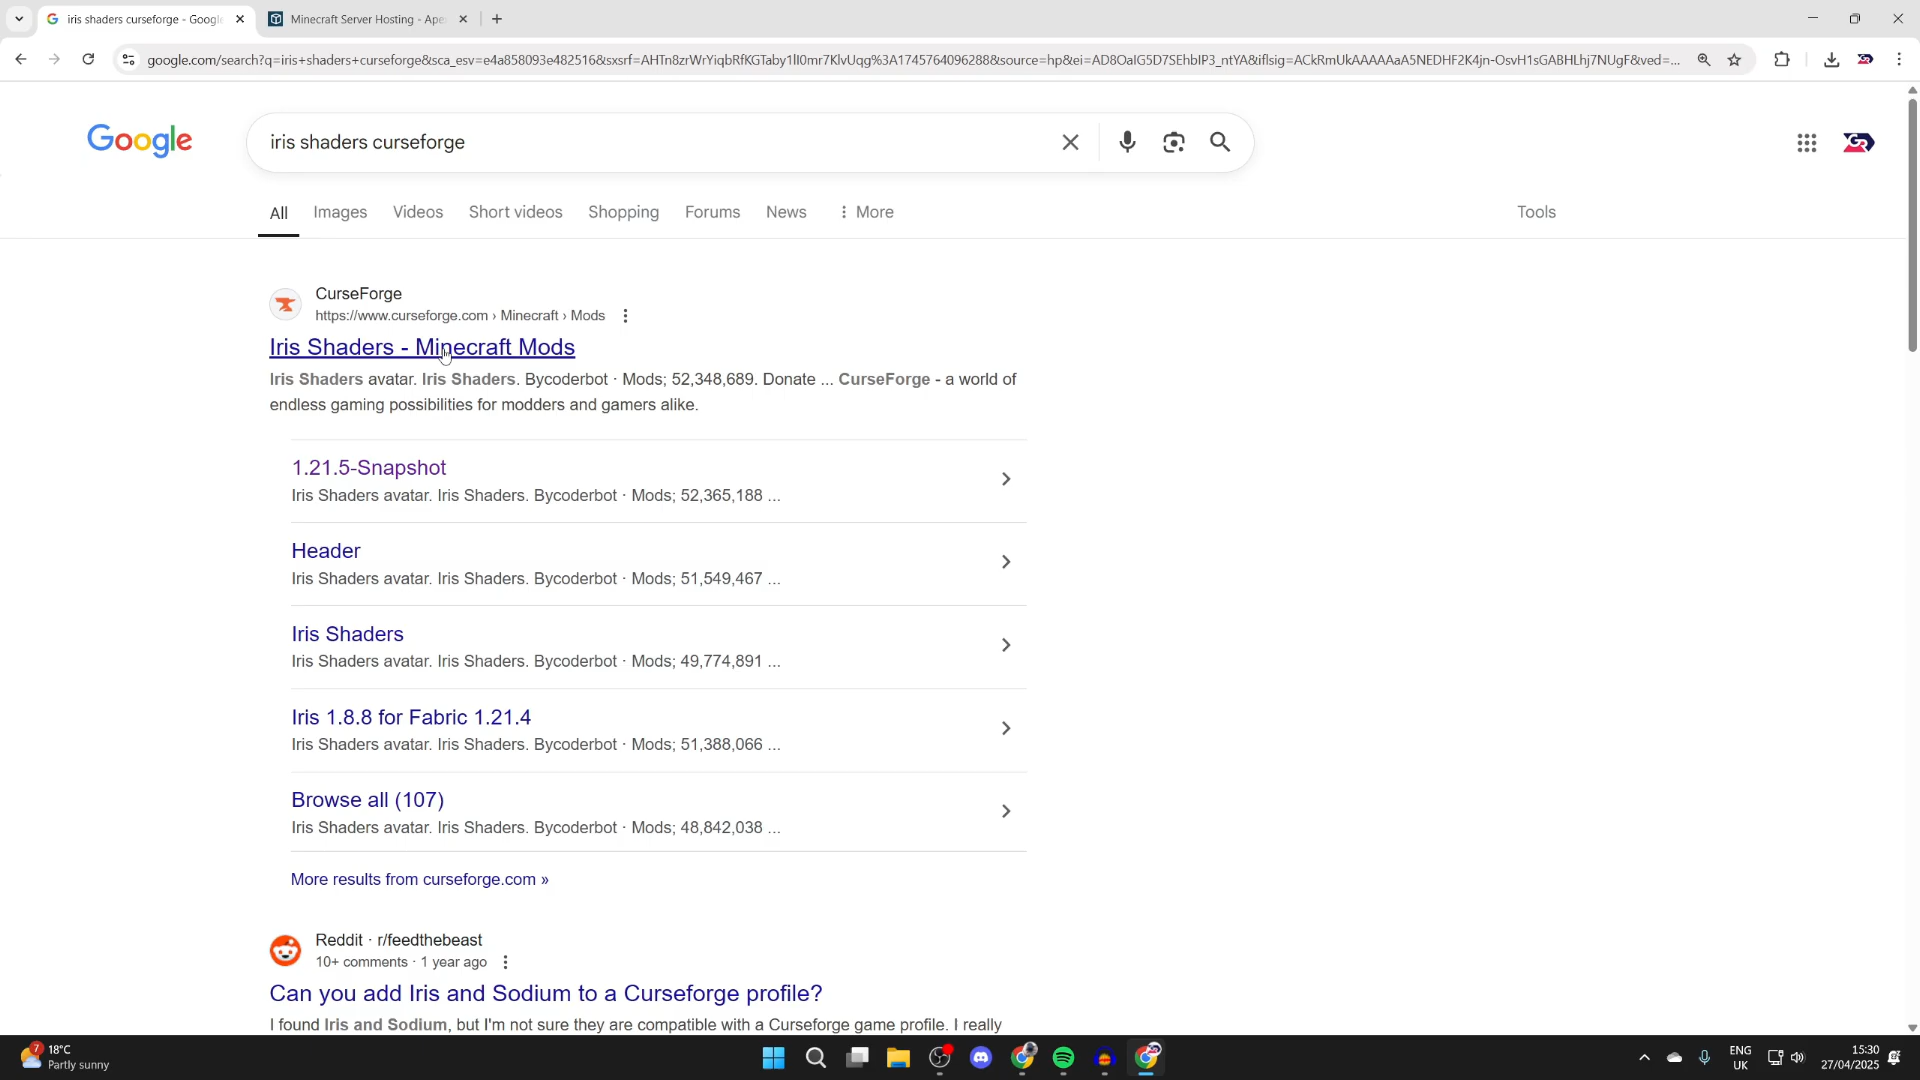 iris shaders curseforge - Googl
Minecraft Server Hosting - Ape
google.com/search?q=iris+shaders+curseforge&sca_esv=e4a858093e482516&sxsrf=AHTn8zrWrYiqbRfKGTaby1lI0mr7KlvUqg%3A1745764096288&source=hp&ei=AD8OaIG5D7SEhbIP3_ntYA&iflsig=ACkRmUkAAAAAaA5NEDHF2K4jn-OsvH1sGABHLhj7NUgF&ved=...
Google
iris shaders curseforge
GR
All
Images
Videos
Short videos
Shopping
Forums
News
More
Tools
CurseForge
https://www.curseforge.com › Minecraft › Mods
Iris Shaders - Minecraft Mods
Iris Shaders avatar. Iris Shaders. Bycoderbot · Mods; 52,348,689. Donate ... CurseForge - a world of
endless gaming possibilities for modders and gamers alike.
1.21.5-Snapshot
Iris Shaders avatar. Iris Shaders. Bycoderbot · Mods; 52,365,188 ...
Header
Iris Shaders avatar. Iris Shaders. Bycoderbot · Mods; 51,549,467 ...
Iris Shaders
Iris Shaders avatar. Iris Shaders. Bycoderbot · Mods; 49,774,891 ...
Iris 1.8.8 for Fabric 1.21.4
Iris Shaders avatar. Iris Shaders. Bycoderbot · Mods; 51,388,066 ...
Browse all (107)
Iris Shaders avatar. Iris Shaders. Bycoderbot · Mods; 48,842,038 ...
More results from curseforge.com »
Reddit · r/feedthebeast
10+ comments · 1 year ago
Can you add Iris and Sodium to a Curseforge profile?
I found Iris and Sodium, but I'm not sure they are compatible with a Curseforge game profile. I really
7
18°C
Partly sunny
ENG
UK
15:30
27/04/2025